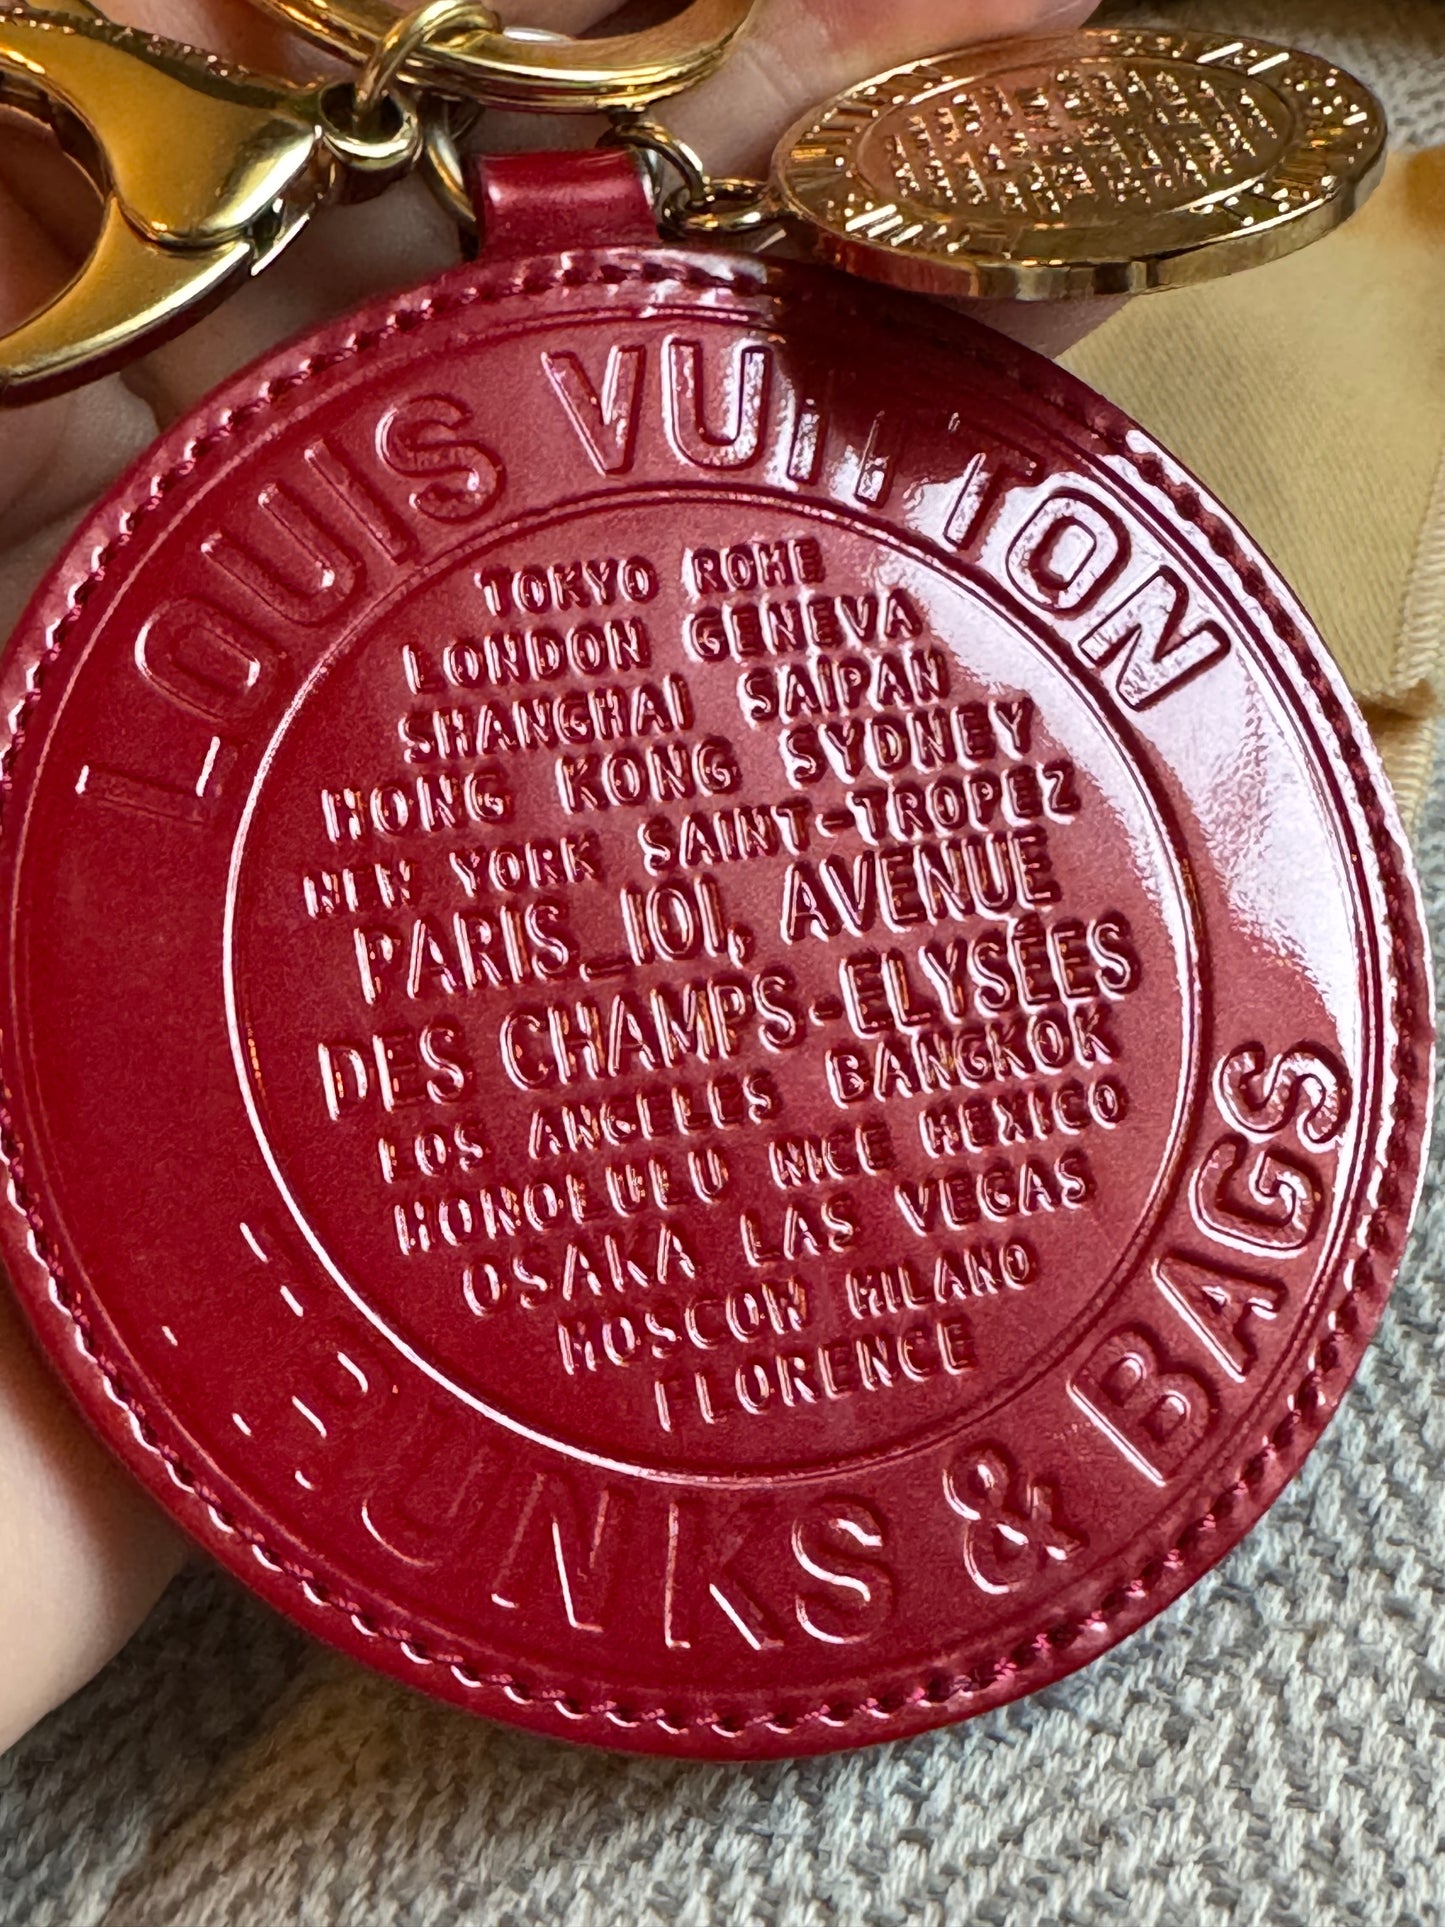 LOUIS VUITTON
TOKYO ROME
LONDON GENEVA
SHANGHAI SAIPAN
HONG KONG SYDNEY
NEW YORK SAINT-TROPEZ
PARIS_101, AVENUE
DES CHAMPS-ELYSÉES
LOS ANGELES BANGKOK
HONOLULU NICE MEXICO
OSAKA LAS VEGAS
MOSCOW MILANO
FLORENCE
TRUNKS & BAGS